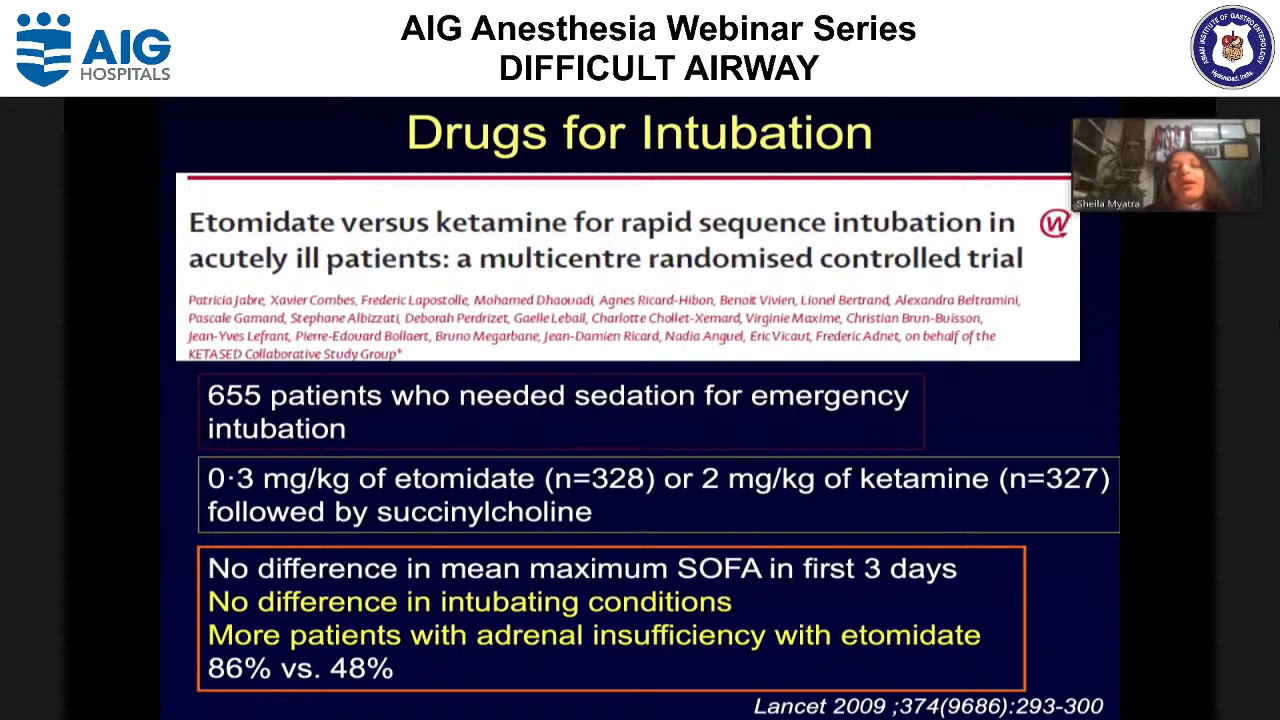 AIG
HOSPITALS
AIG Anesthesia Webinar Series
DIFFICULT AIRWAY
ASIAN INSTITUTE OF GASTROENTEROLOGY
Hyderabad, India.
Drugs for Intubation
Sheila Myatra
Etomidate versus ketamine for rapid sequence intubation in
acutely ill patients: a multicentre randomised controlled trial
W
Patricia Jabre, Xavier Combes, Frederic Lapostolle, Mohamed Dhaouadi, Agnes Ricard-Hibon, Benoit Vivien, Lionel Bertrand, Alexandra Beltramini,
Pascale Gamand, Stephane Albizzati, Deborah Perdrizet, Gaelle Lebail, Charlotte Chollet-Xemard, Virginie Maxime, Christian Brun-Buisson,
Jean-Yves Lefrant, Pierre-Edouard Bollaert, Bruno Megarbane, Jean-Damien Ricard, Nadia Anguel, Eric Vicaut, Frederic Adnet, on behalf of the
KETASED Collaborative Study Group*
655 patients who needed sedation for emergency
intubation
0·3 mg/kg of etomidate (n=328) or 2 mg/kg of ketamine (n=327)
followed by succinylcholine
No difference in mean maximum SOFA in first 3 days
No difference in intubating conditions
More patients with adrenal insufficiency with etomidate
86% vs. 48%
Lancet 2009 ;374(9686):293-300